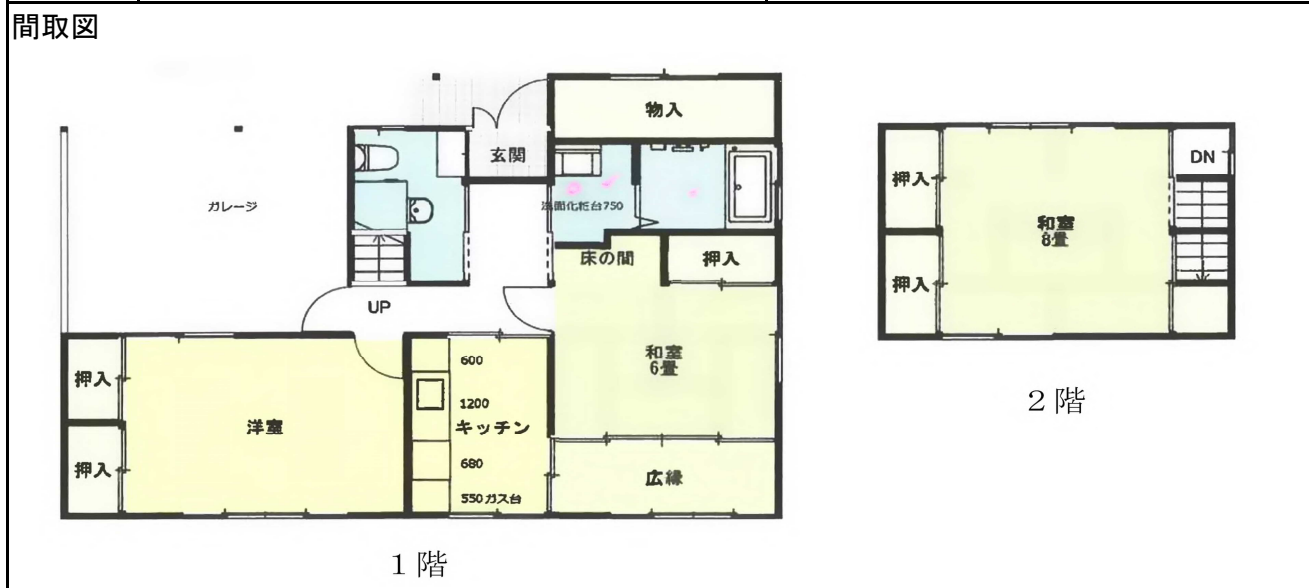 間取図
物入
玄関
ガレージ
洗面化粧台750
床の間
押入
UP
和室
6畳
押入
押入
洋室
600
1200
キッチン
680
550ガス台
広縁
1階
押入
押入
和室
8畳
DN
2階